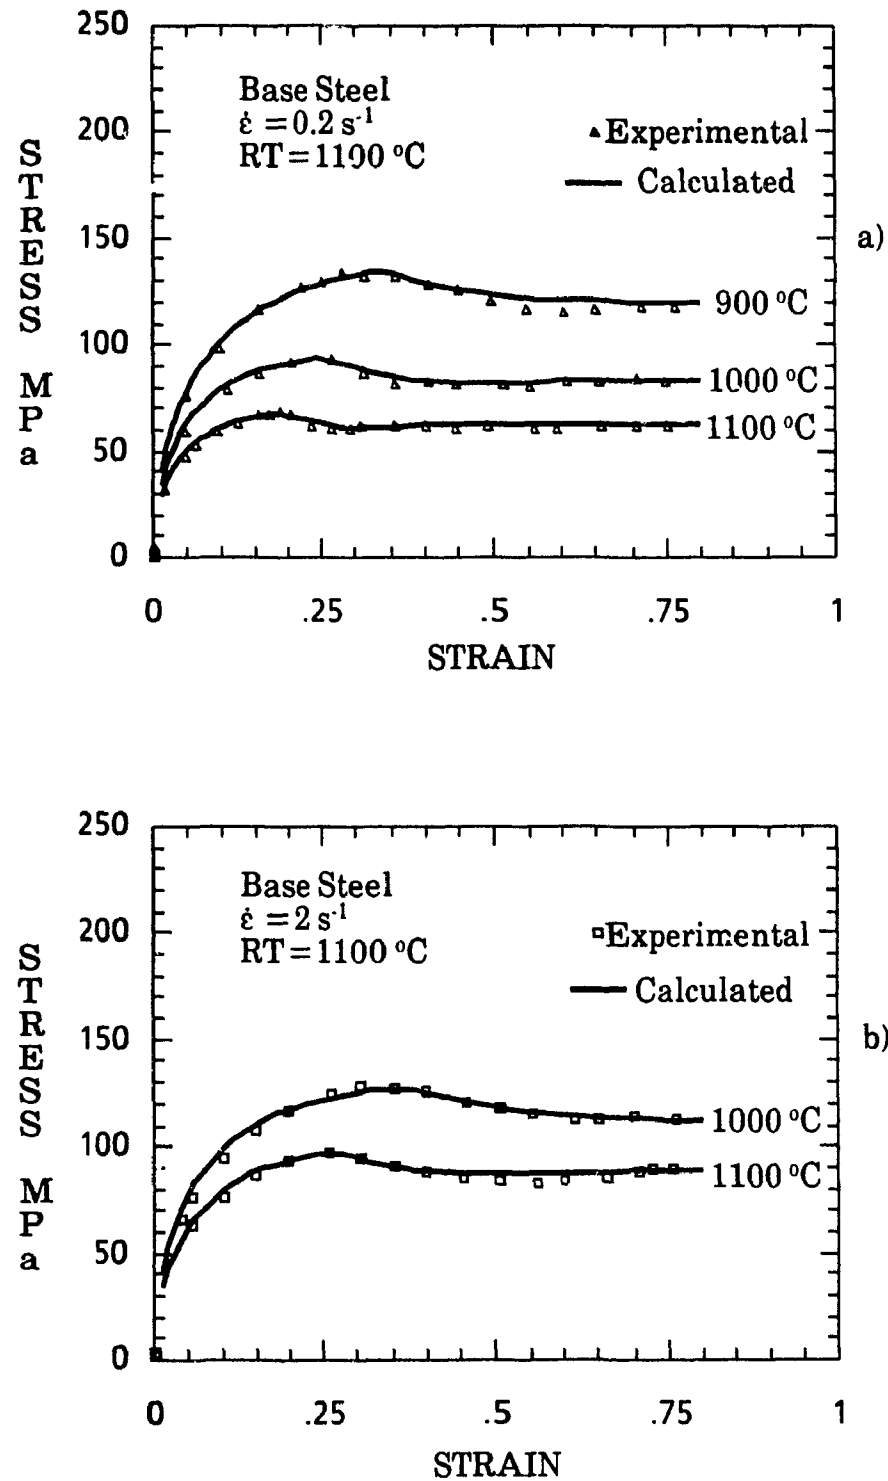 250
200
150
100
50
0
S
T
R
E
S
S
M
P
a
Base Steel
ε̇ = 0.2 s⁻¹
RT = 1100 °C
Experimental
Calculated
a)
900 °C
1000 °C
1100 °C
0 .25 .5 .75 1
STRAIN
250
200
150
100
50
0
S
T
R
E
S
S
M
P
a
Base Steel
ε̇ = 2 s⁻¹
RT = 1100 °C
Experimental
Calculated
b)
1000 °C
1100 °C
0 .25 .5 .75 1
STRAIN